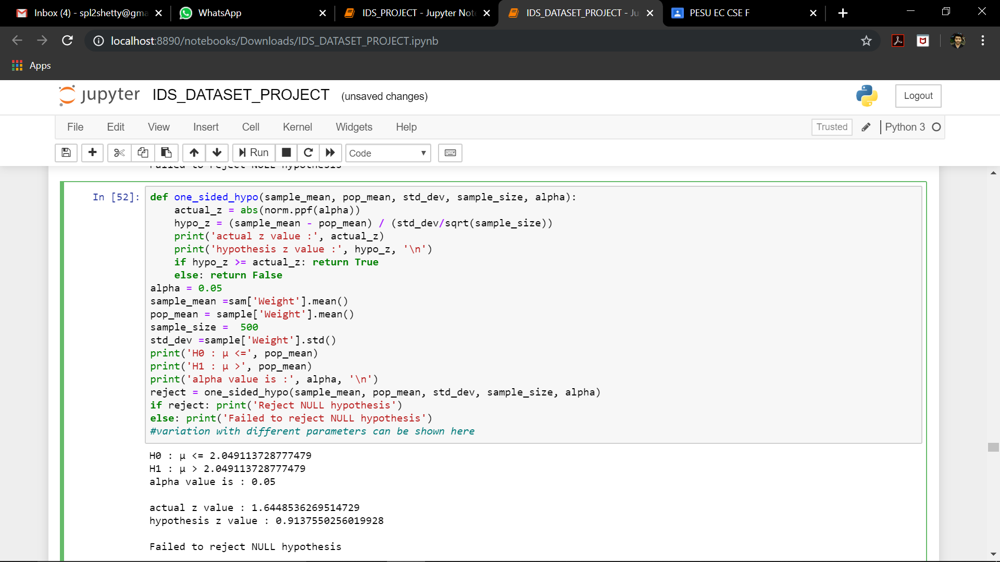 Inbox (4) - spl2shetty@gma
WhatsApp
IDS_PROJECT - Jupyter Not
IDS_DATASET_PROJECT - Ju
PESU EC CSE F
localhost:8890/notebooks/Downloads/IDS_DATASET_PROJECT.ipynb
Apps
jupyter IDS_DATASET_PROJECT (unsaved changes)
Logout
File Edit View Insert Cell Kernel Widgets Help
Trusted Python 3
Run Code
Failed to reject NULL hypothesis
In [52]: def one_sided_hypo(sample_mean, pop_mean, std_dev, sample_size, alpha):
    actual_z = abs(norm.ppf(alpha))
    hypo_z = (sample_mean - pop_mean) / (std_dev/sqrt(sample_size))
    print('actual z value :', actual_z)
    print('hypothesis z value :', hypo_z, '\n')
    if hypo_z >= actual_z: return True
    else: return False
alpha = 0.05
sample_mean =sam['Weight'].mean()
pop_mean = sample['Weight'].mean()
sample_size =  500
std_dev =sample['Weight'].std()
print('H0 : μ <=', pop_mean)
print('H1 : μ >', pop_mean)
print('alpha value is :', alpha, '\n')
reject = one_sided_hypo(sample_mean, pop_mean, std_dev, sample_size, alpha)
if reject: print('Reject NULL hypothesis')
else: print('Failed to reject NULL hypothesis')
#variation with different parameters can be shown here
H0 : μ <= 2.049113728777479
H1 : μ > 2.049113728777479
alpha value is : 0.05
actual z value : 1.6448536269514729
hypothesis z value : 0.9137550256019928
Failed to reject NULL hypothesis